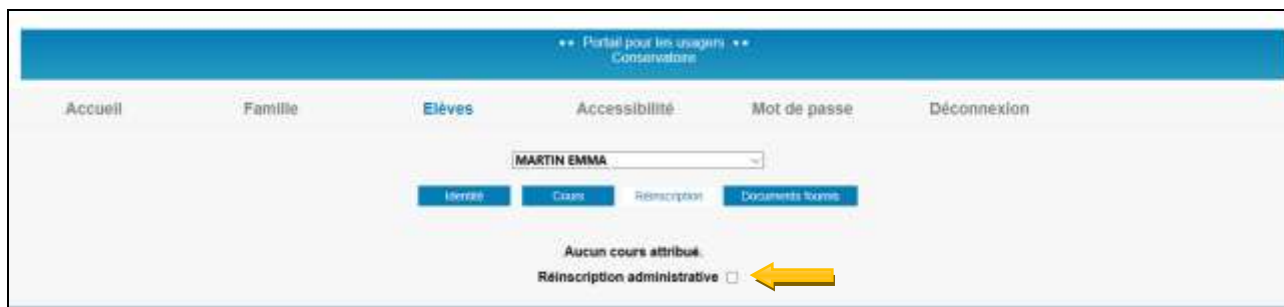 •• Portail pour les usagers ••
Conservatoire
Accueil Famille Elèves Accessibilité Mot de passe Déconnexion
MARTIN EMMA
Identité Cours Réinscription Documents fournis
Aucun cours attribué.
Réinscription administrative